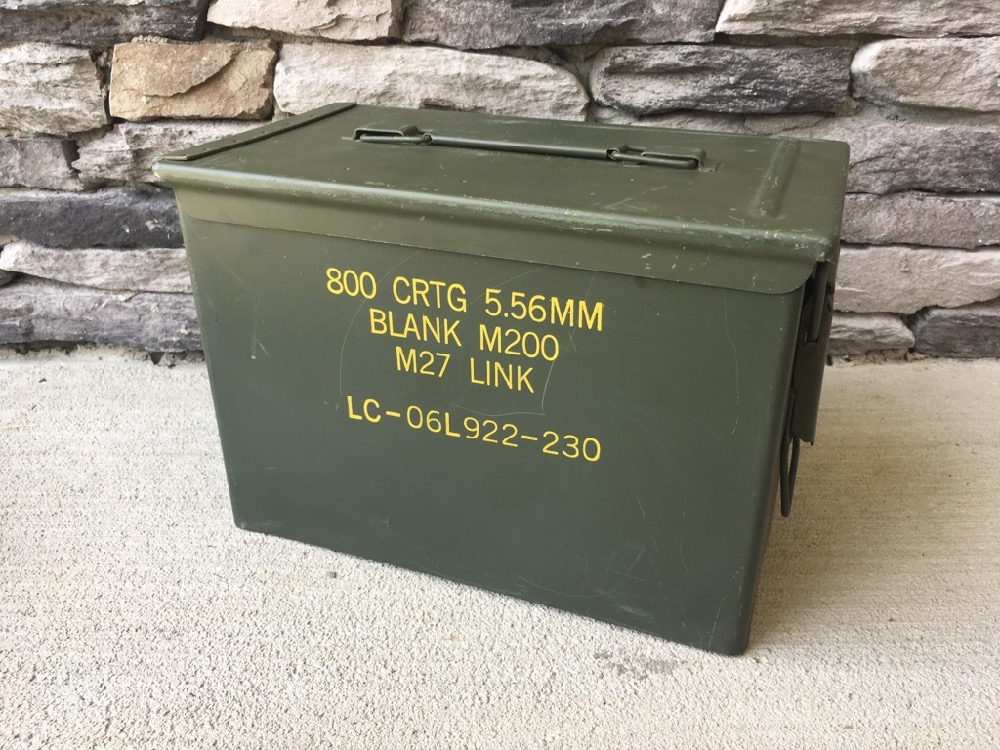 800 CRTG 5.56MM
BLANK M200
M27 LINK
LC-06L922-230